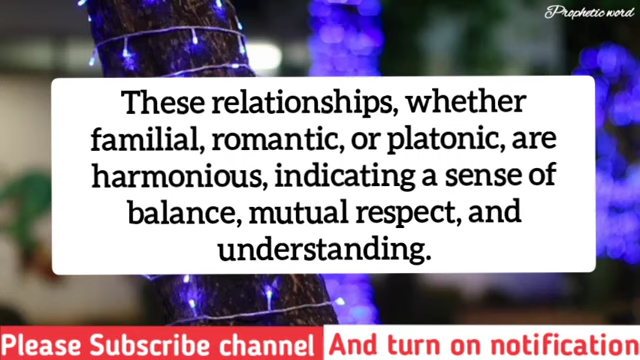 Prophetic word
These relationships, whether
familial, romantic, or platonic, are
harmonious, indicating a sense of
balance, mutual respect, and
understanding.
Please Subscribe channel And turn on notification